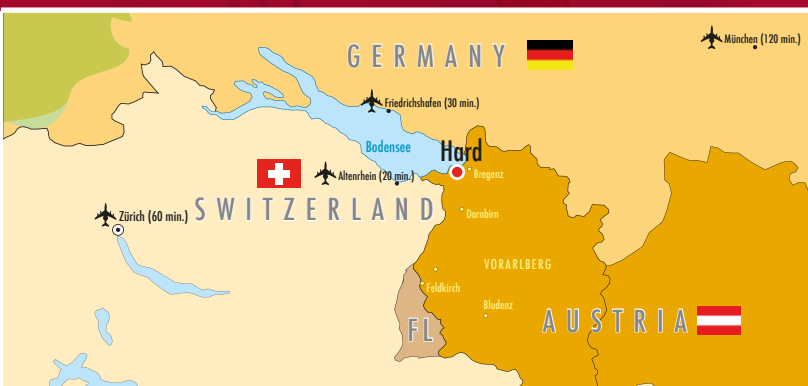 GERMANY
München (120 min.)
Friedrichshafen (30 min.)
Bodensee
Hard
Altenrhein (20 min.)
Bregenz
Zürich (60 min.)
SWITZERLAND
Dornbirn
VORARLBERG
Feldkirch
Bludenz
FL
AUSTRIA